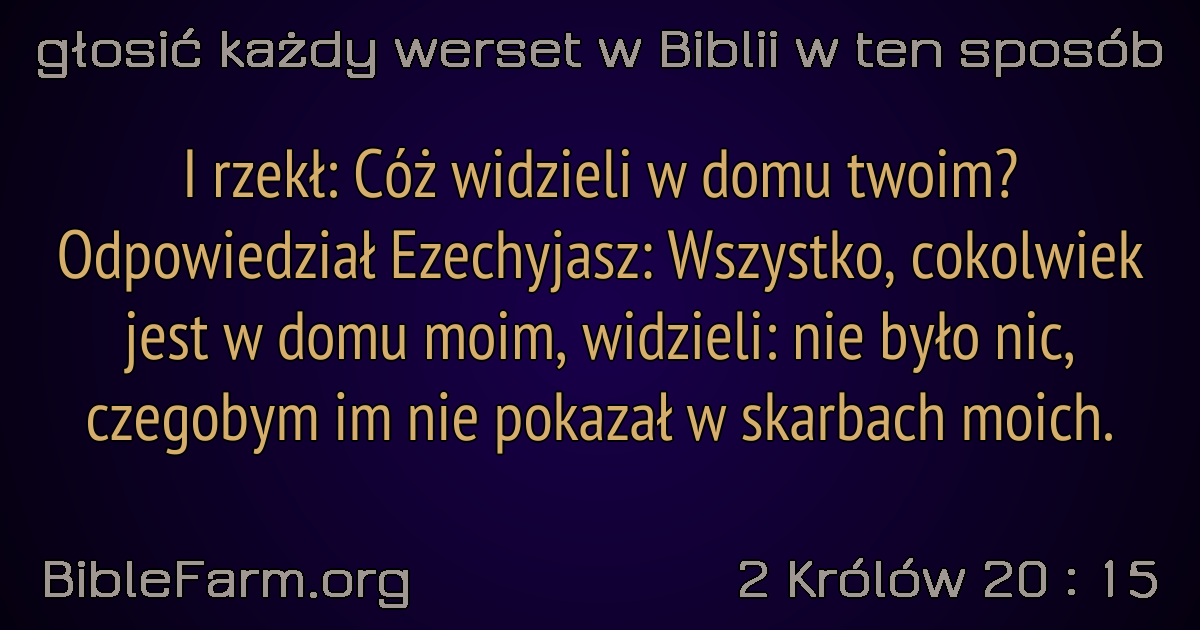 głosić każdy werset w Biblii w ten sposób
I rzekł: Cóż widzieli w domu twoim?
Odpowiedział Ezechyjasz: Wszystko, cokolwiek
jest w domu moim, widzieli: nie było nic,
czegobym im nie pokazał w skarbach moich.
BibleFarm.org
2 Królów 20 : 15